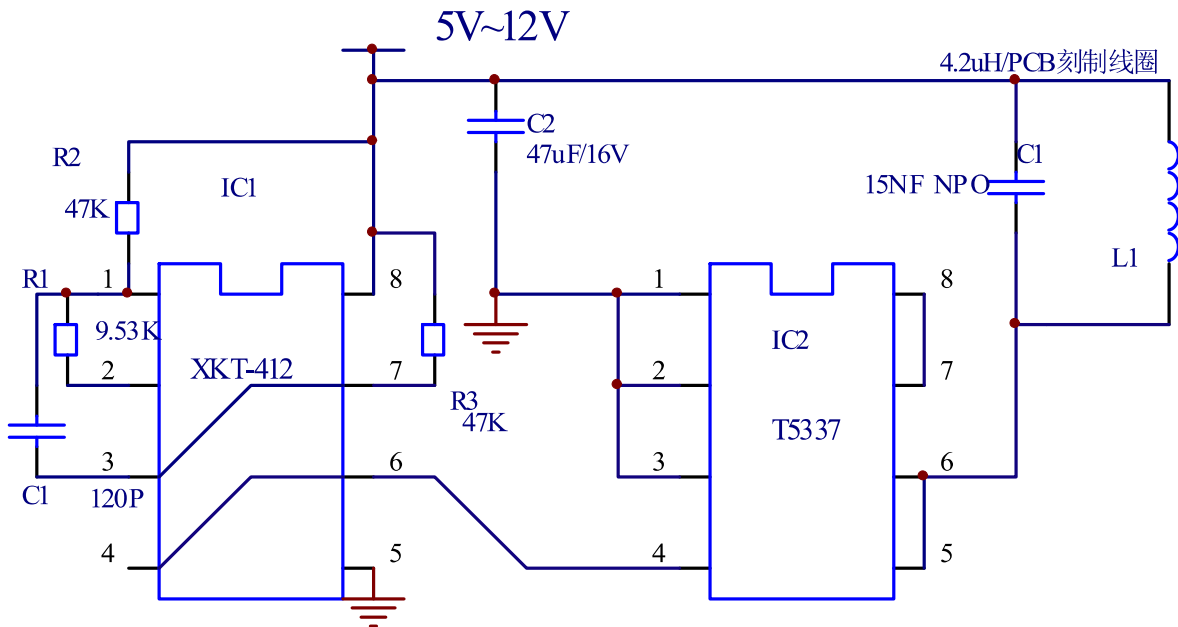 5V~12V
4.2uH/PCB刻制线圈
C2
47uF/16V
R2
IC1
C1
47K
15NF NPO
L1
R1
1
8
1
8
9.53K
IC2
XKT-412
2
7
2
7
R3
47K
T5337
3
6
3
6
C1
120P
4
5
4
5